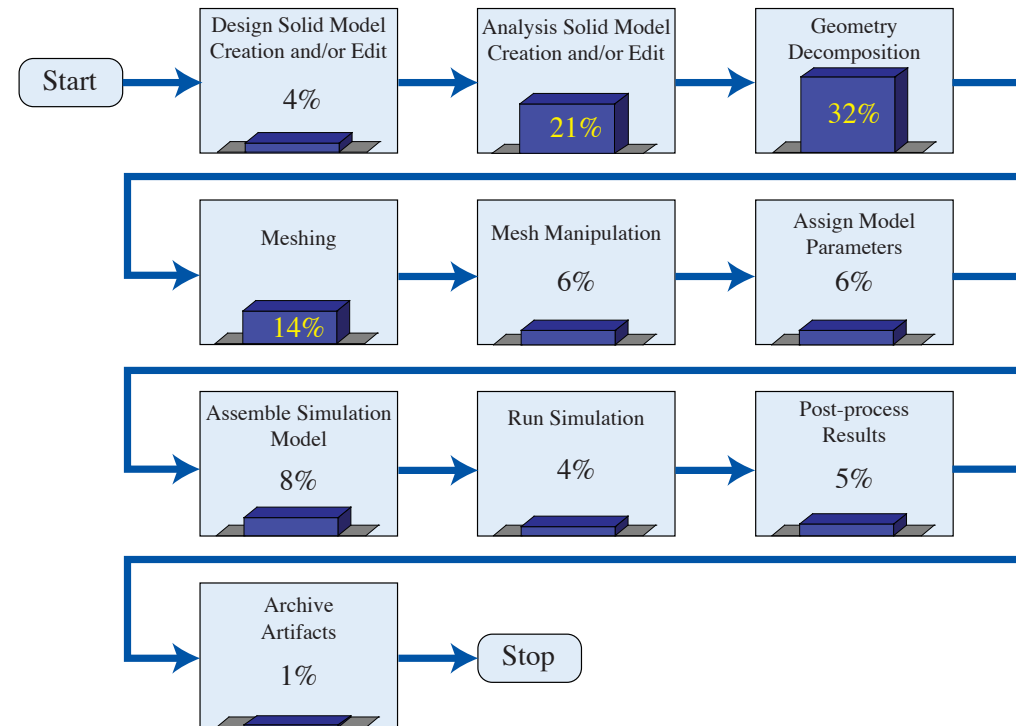 Start
Design Solid Model
Creation and/or Edit
4%
Analysis Solid Model
Creation and/or Edit
21%
Geometry
Decomposition
32%
Meshing
14%
Mesh Manipulation
6%
Assign Model
Parameters
6%
Assemble Simulation
Model
8%
Run Simulation
4%
Post-process
Results
5%
Archive
Artifacts
1%
Stop